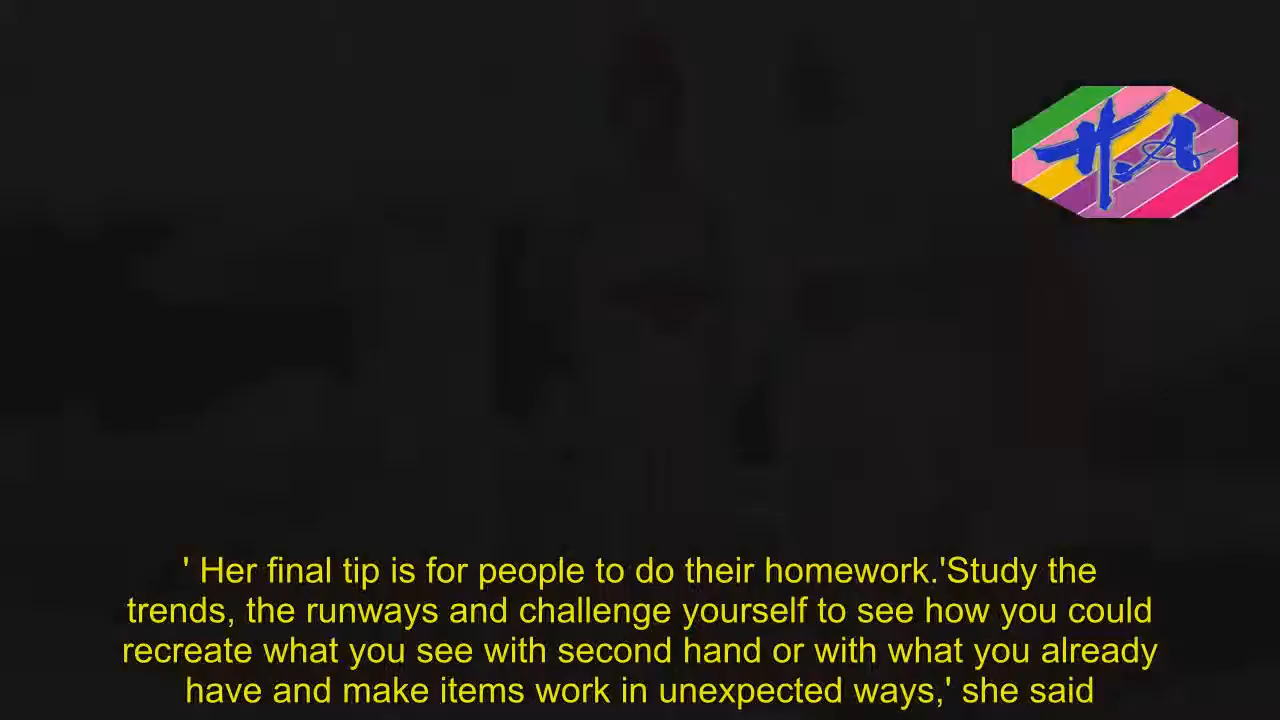 HA
' Her final tip is for people to do their homework.'Study the
trends, the runways and challenge yourself to see how you could
recreate what you see with second hand or with what you already
have and make items work in unexpected ways,' she said